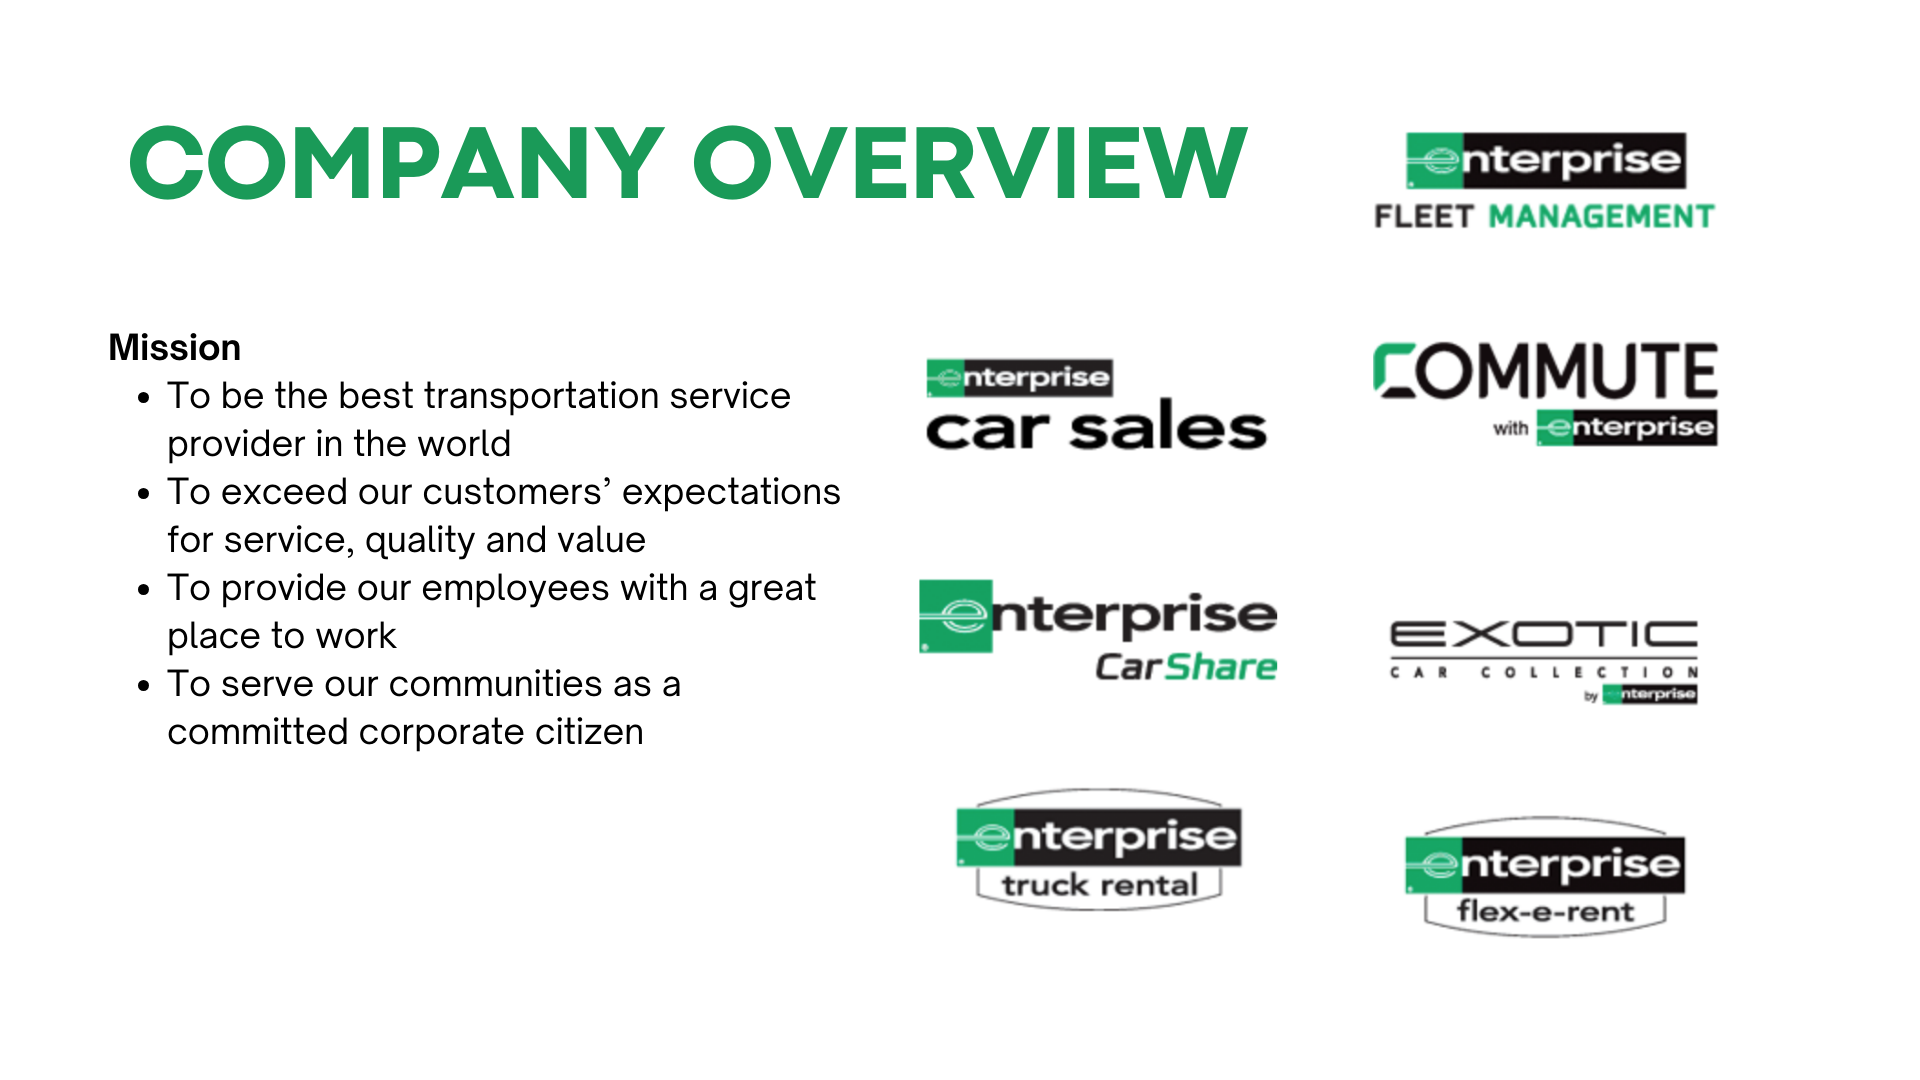 COMPANY OVERVIEW
Mission
• To be the best transportation service
provider in the world
• To exceed our customers’ expectations
for service, quality and value
• To provide our employees with a great
place to work
• To serve our communities as a
committed corporate citizen
enterprise
FLEET MANAGEMENT
enterprise
car sales
COMMUTE
with enterprise
enterprise
CarShare
EXOTIC
CAR COLLECTION
by enterprise
enterprise
truck rental
enterprise
flex-e-rent